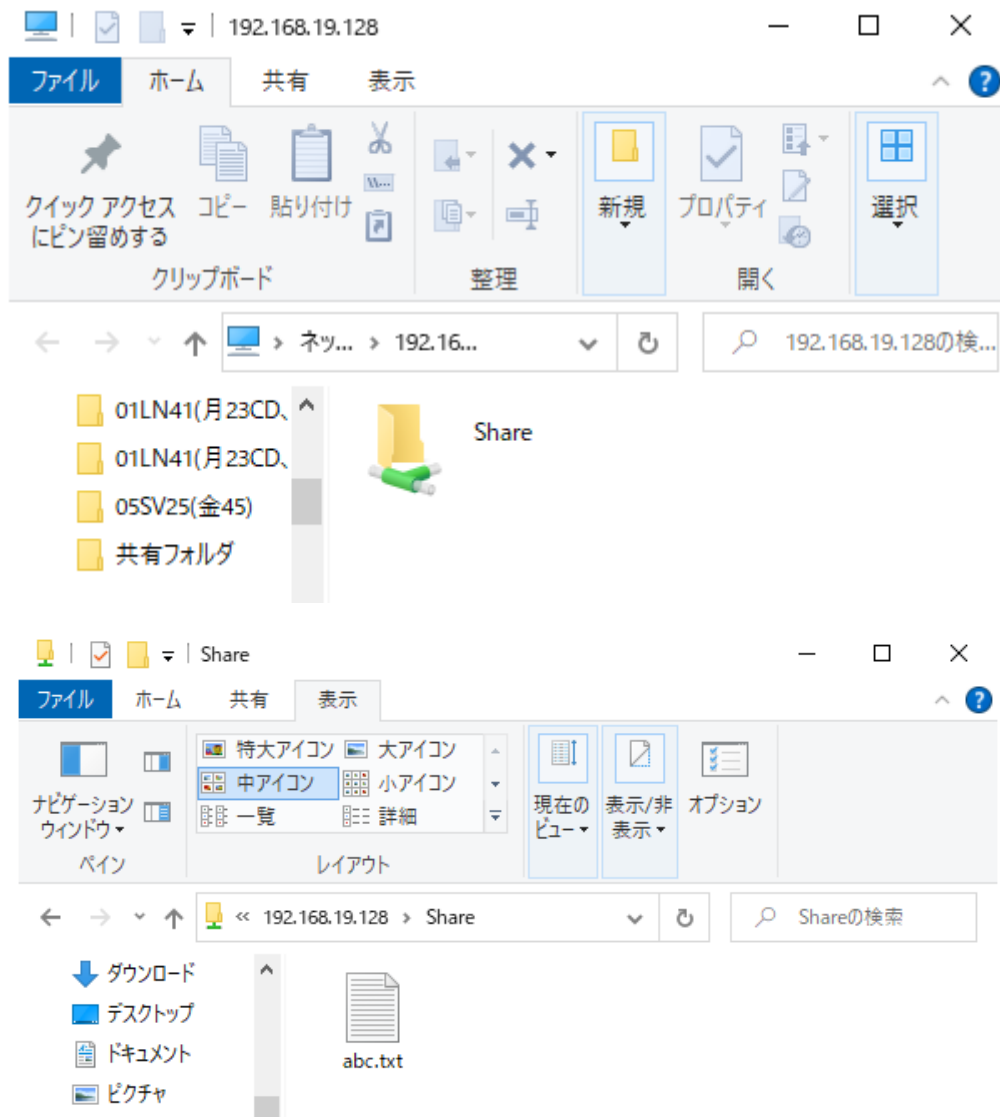 192.168.19.128
ファイル ホーム 共有 表示
クイック アクセス
にピン留めする
コピー 貼り付け
新規 プロパティ 選択
クリップボード 整理 開く
ネッ... 192.16... 192.168.19.128の検...
01LN41(月23CD、
01LN41(月23CD、
05SV25(金45)
共有フォルダ
Share
Share
ファイル ホーム 共有 表示
特大アイコン 大アイコン
中アイコン 小アイコン
一覧 詳細
ナビゲーション
ウィンドウ
現在の
ビュー
表示/非
表示
オプション
ペイン レイアウト
« 192.168.19.128 › Share Shareの検索
ダウンロード
デスクトップ
ドキュメント
ピクチャ
abc.txt